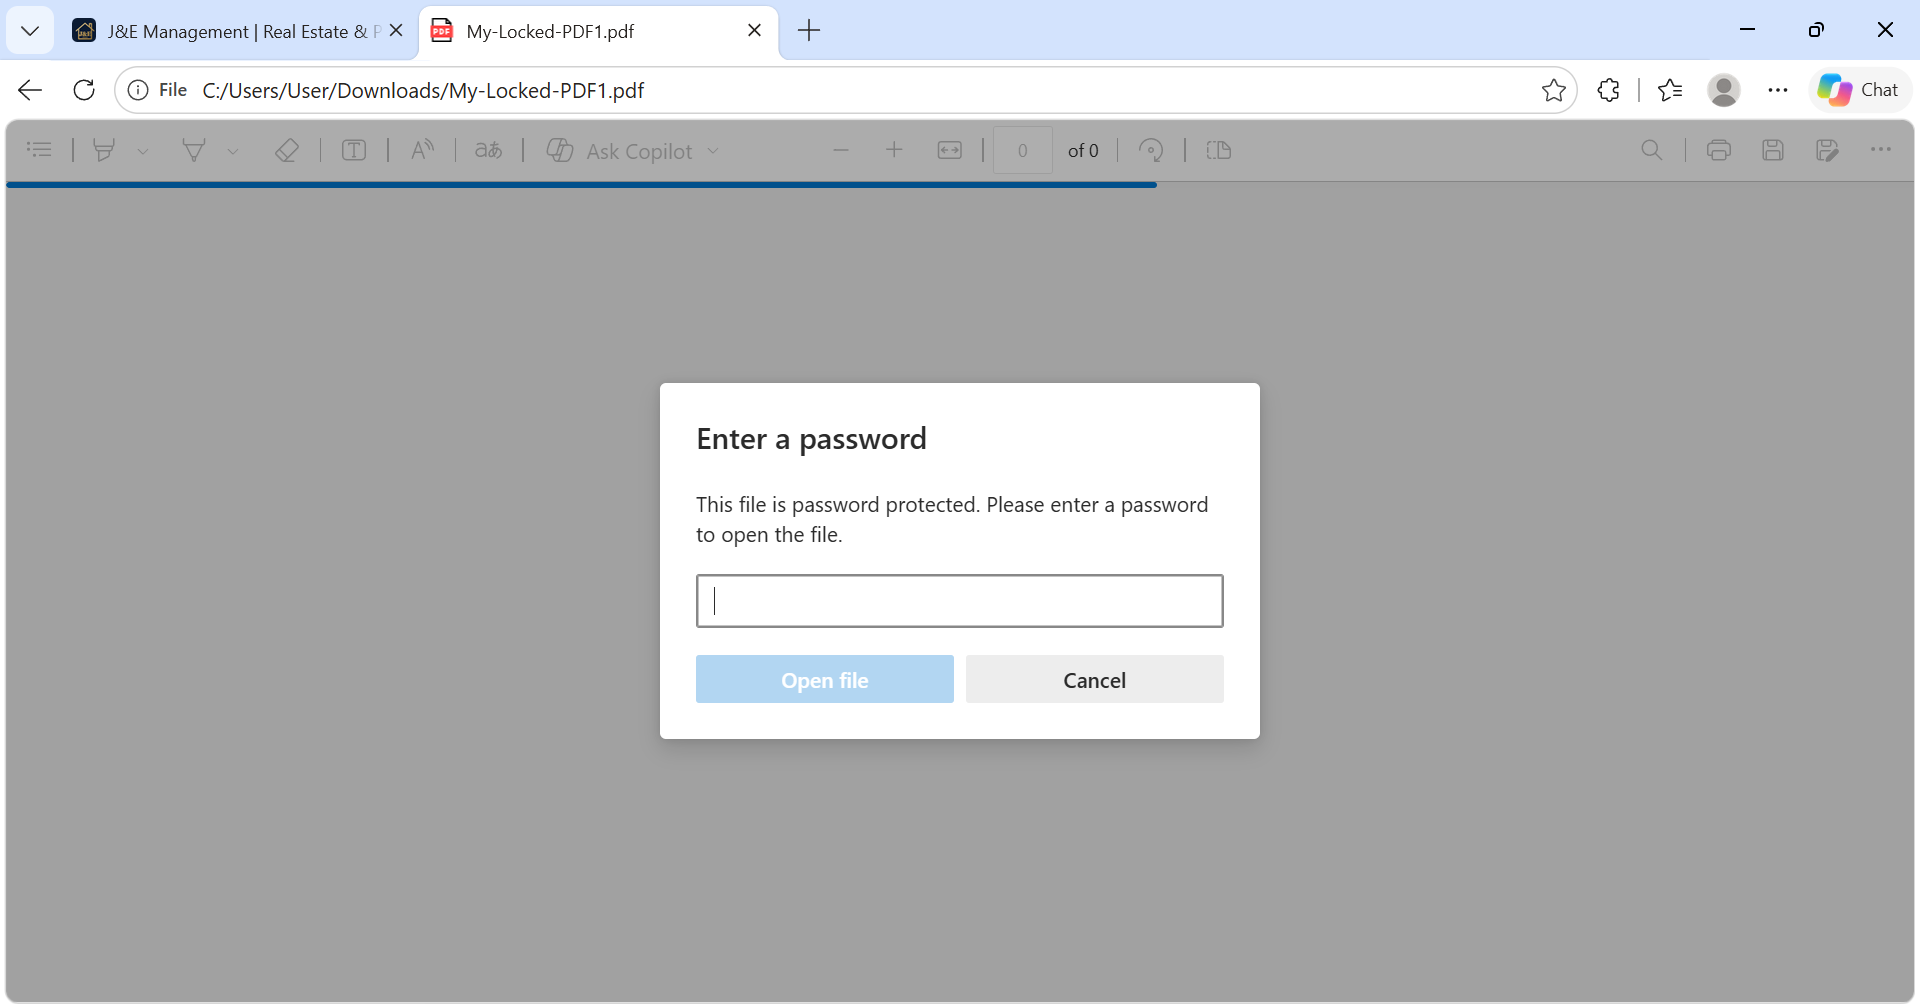 J&E Management | Real Estate &
My-Locked-PDF1.pdf
File C:/Users/User/Downloads/My-Locked-PDF1.pdf
Chat
Ask Copilot
0 of 0
Enter a password
This file is password protected. Please enter a password
to open the file.
Open file
Cancel